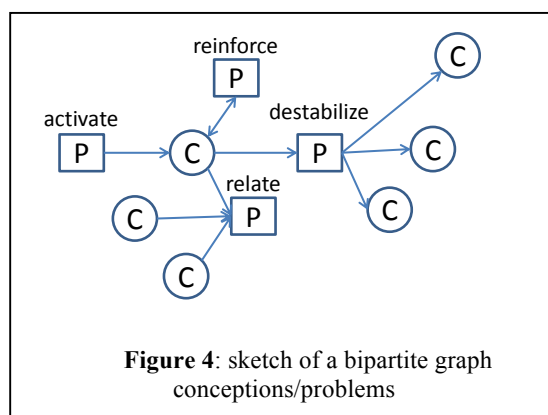 reinforce
P
C
activate
destabilize
P
C
P
C
relate
C
P
C
C
Figure 4: sketch of a bipartite graph
conceptions/problems